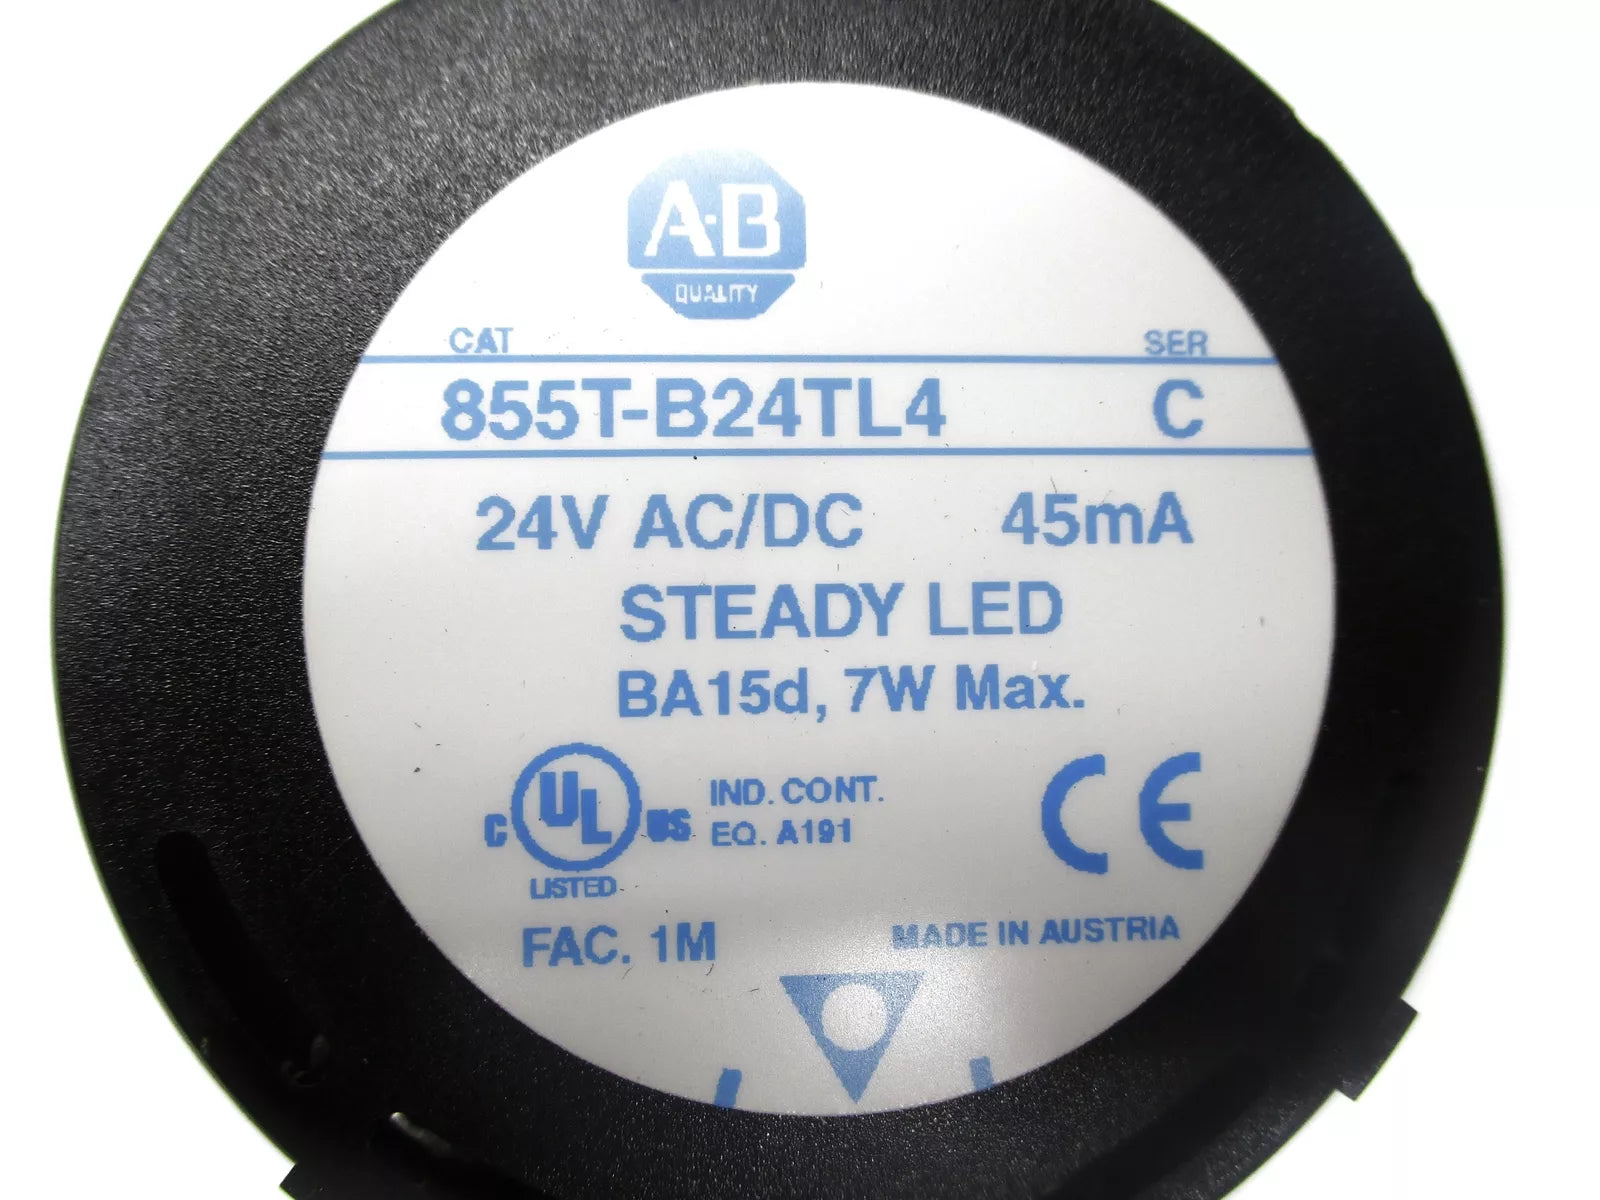 A-B
QUALITY
CAT SER
855T-B24TL4 C
24V AC/DC 45mA
STEADY LED
BA15d, 7W Max.
C UL US IND. CONT. CE
EQ. A191
LISTED
FAC. 1M MADE IN AUSTRIA